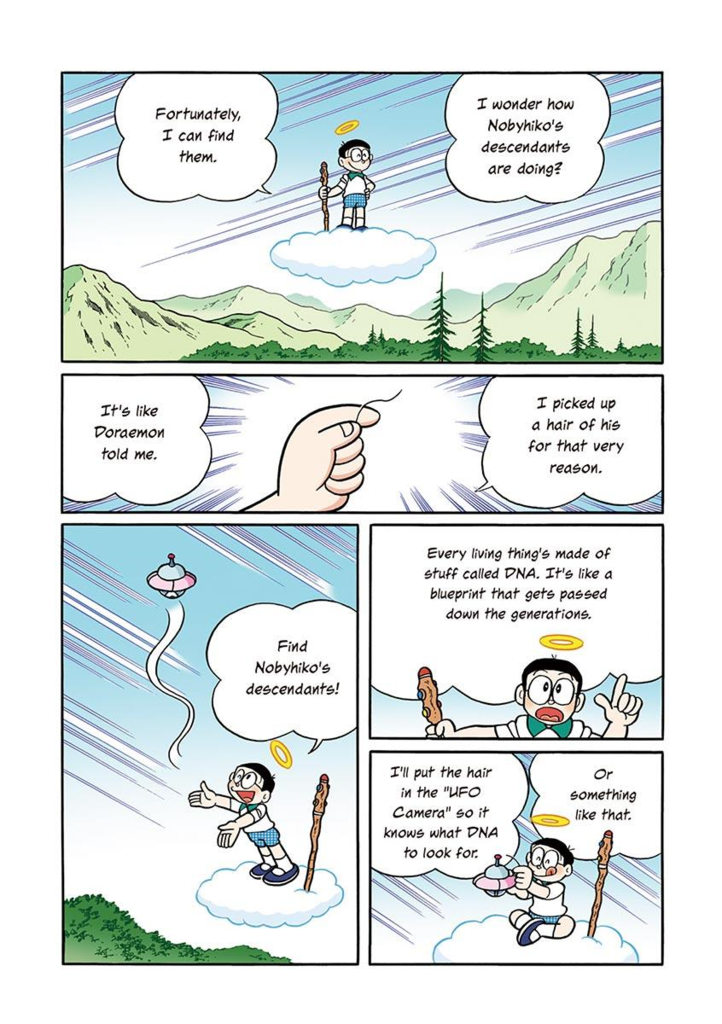 I wonder how
Nobyhiko's
descendants
are doing?
Fortunately,
I can find
them.
I picked up
a hair of his
for that very
reason.
It's like
Doraemon
told me.
Every living thing's made of
stuff called DNA. It's like a
blueprint that gets passed
down the generations.
Or
something
like that.
I'll put the hair
in the "UFO
Camera" so it
knows what DNA
to look for.
Find
Nobyhiko's
descendants!